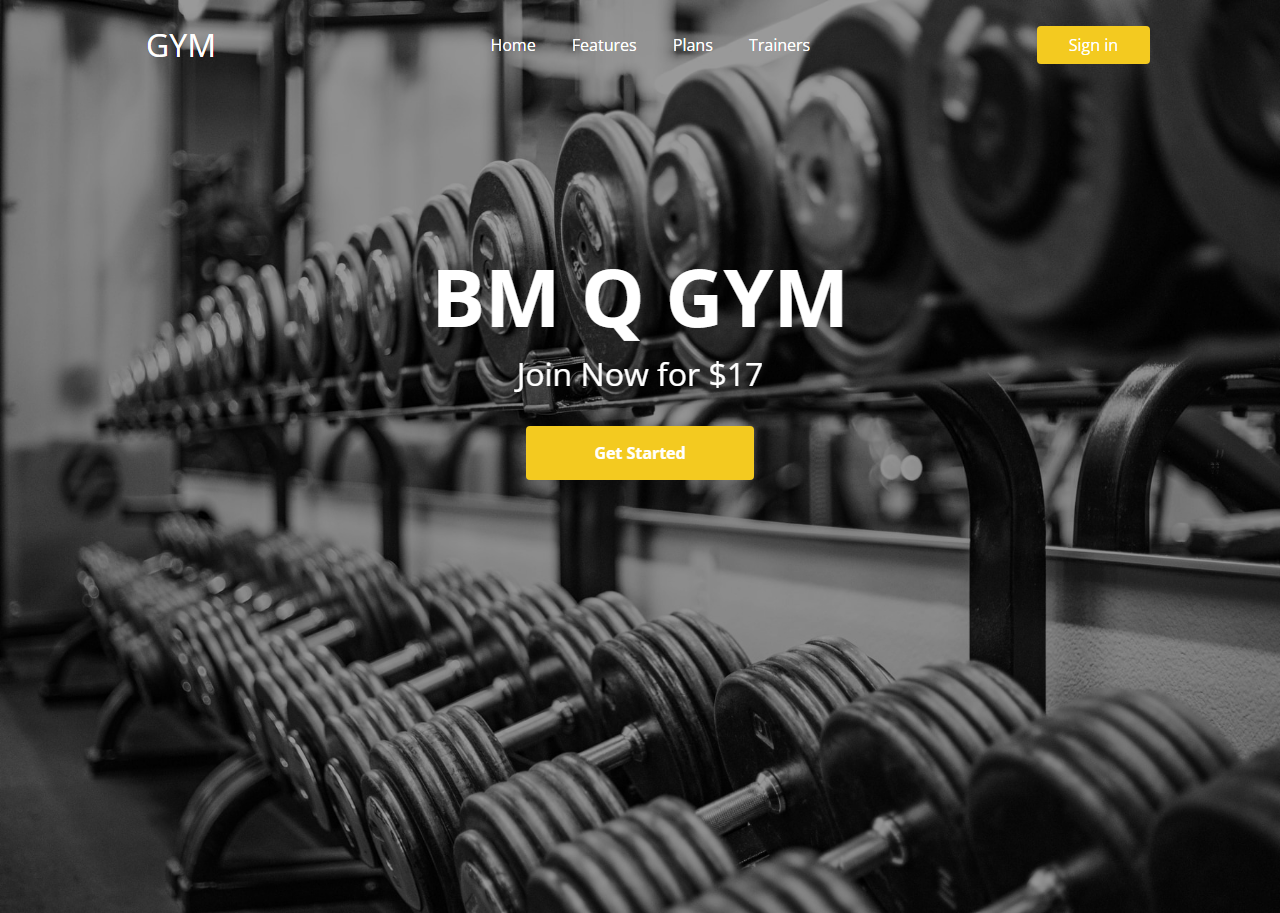 GYM
Home Features Plans Trainers
Sign in
BM Q GYM
Join Now for $17
Get Started